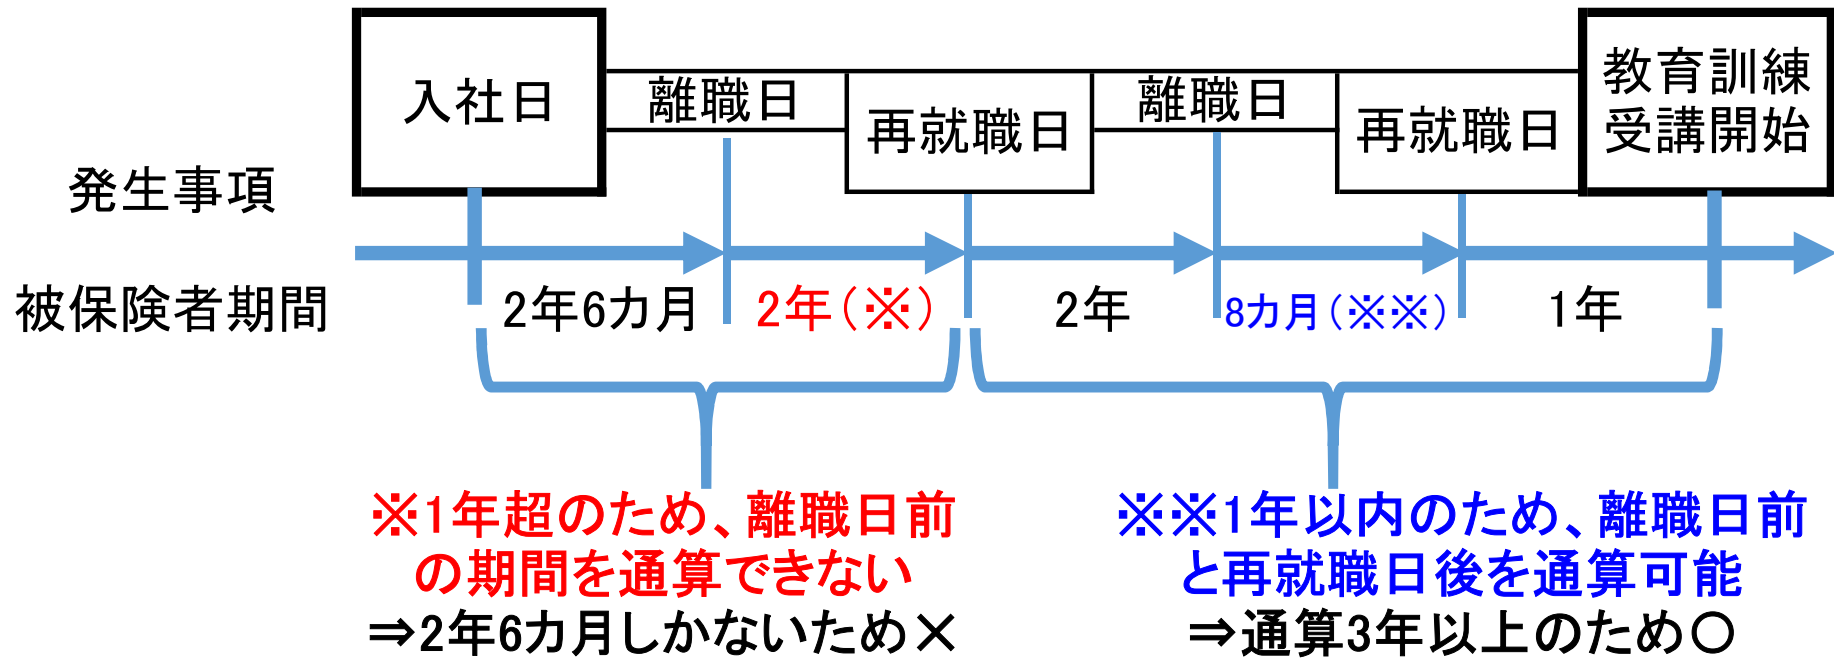 入社日
離職日
再就職日
離職日
再就職日
教育訓練
受講開始
発生事項
被保険者期間
2年6カ月
2年(※)
2年
8カ月(※※)
1年
※1年超のため、離職日前
の期間を通算できない
⇒2年6カ月しかないため×
※※1年以内のため、離職日前
と再就職日後を通算可能
⇒通算3年以上のため○